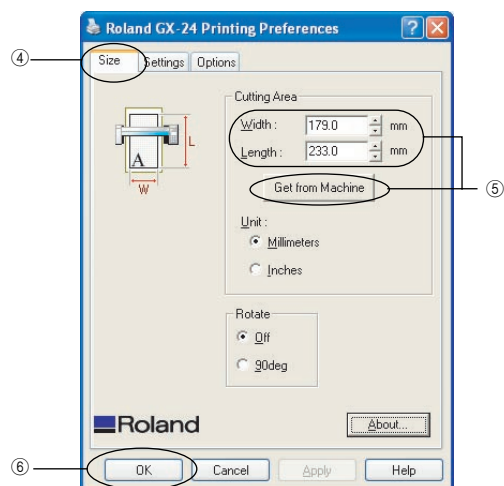 Roland GX-24 Printing Preferences
④
Size Settings Options
Cutting Area
Width : 179.0 mm
Length : 233.0 mm
L
A
W
Get from Machine
⑤
Unit :
Millimeters
Inches
Rotate
Off
90deg
Roland
About...
⑥
OK Cancel Apply Help